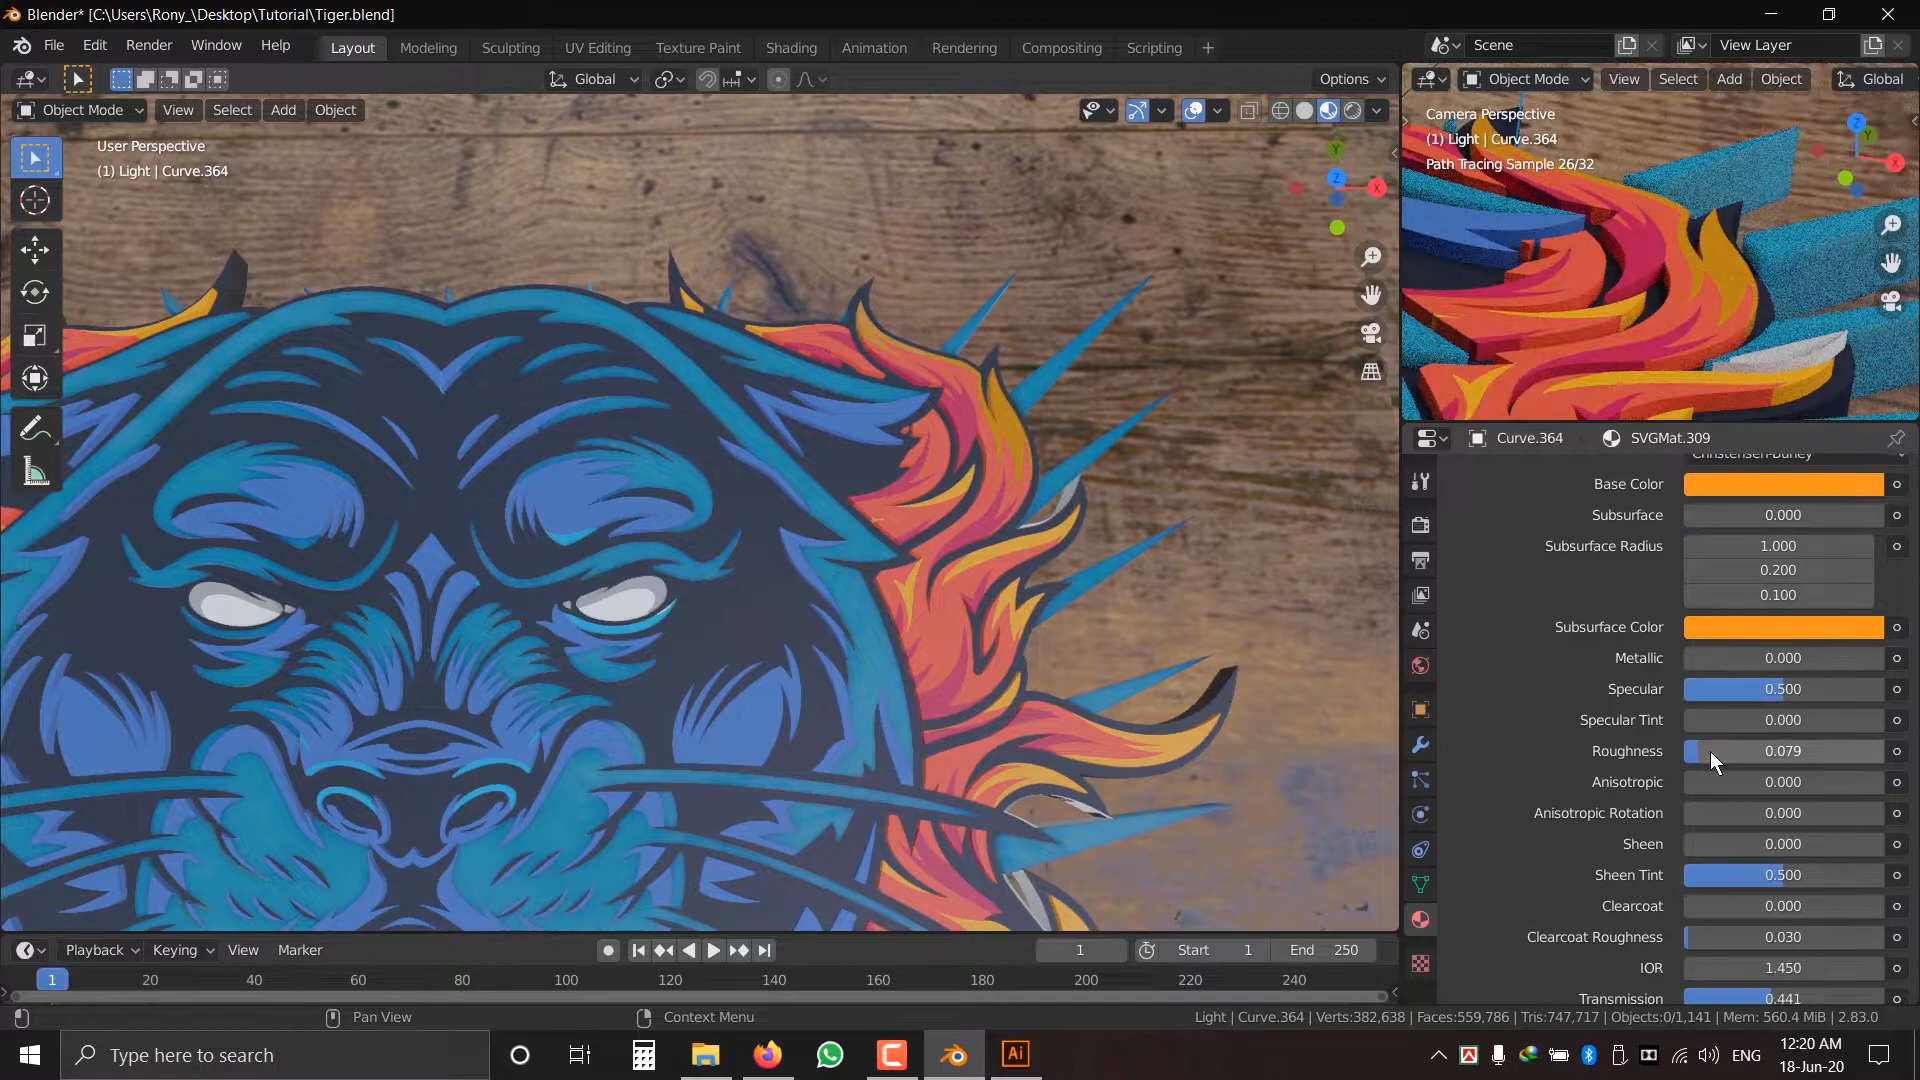 Blender* [C:\Users\Rony_\Desktop\Tutorial\Tiger.blend]
File Edit Render Window Help Layout Modeling Sculpting UV Editing Texture Paint Shading Animation Rendering Compositing Scripting + Scene View Layer
Global Options
Object Mode View Select Add Object Global
Object Mode View Select Add Object
User Perspective
(1) Light | Curve.364
Y
Z
X
Camera Perspective
(1) Light | Curve.364
Path Tracing Sample 26/32
Z
Y
X
Curve.364 SVGMat.309
Christensen-Burley
Base Color
Subsurface 0.000
Subsurface Radius 1.000
0.200
0.100
Subsurface Color
Metallic 0.000
Specular 0.500
Specular Tint 0.000
Roughness 0.079
Anisotropic 0.000
Anisotropic Rotation 0.000
Sheen 0.000
Sheen Tint 0.500
Clearcoat 0.000
Clearcoat Roughness 0.030
IOR 1.450
Transmission 0.441
Playback Keying View Marker 1 Start 1 End 250
1 20 40 60 80 100 120 140 160 180 200 220 240
Pan View Context Menu Light | Curve.364 | Verts:382,638 | Faces:559,786 | Tris:747,717 | Objects:0/1,141 | Mem: 560.4 MiB | 2.83.0
Type here to search Ai ENG 12:20 AM
18-Jun-20